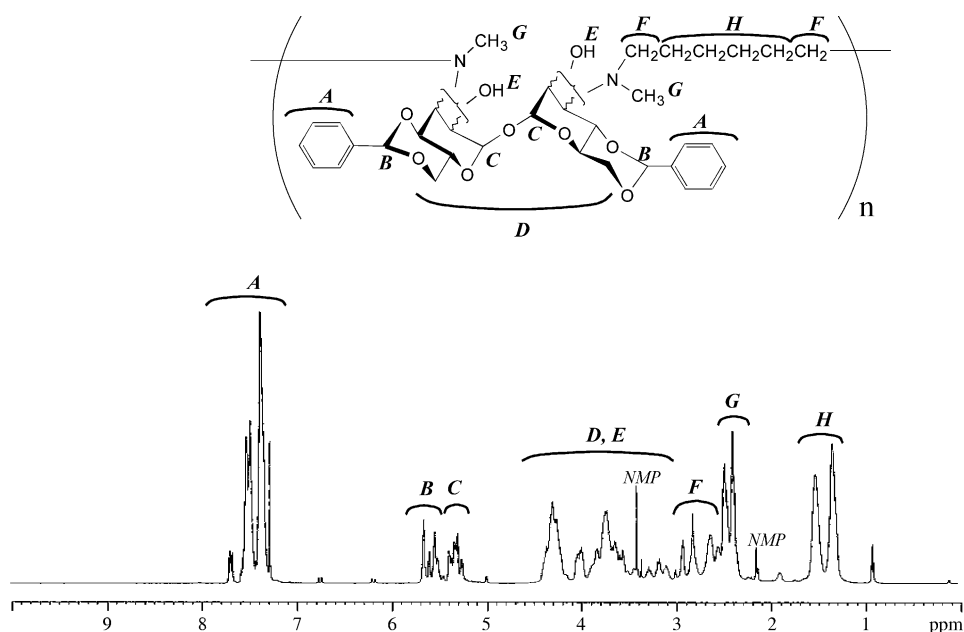 F H F
CH3 G E
N OH CH2CH2CH2CH2CH2CH2
OH E N
A CH3 G
O O C O O A
B O C O B
O
D n
A
G
H
D, E
B C NMP F
NMP
9 8 7 6 5 4 3 2 1 ppm